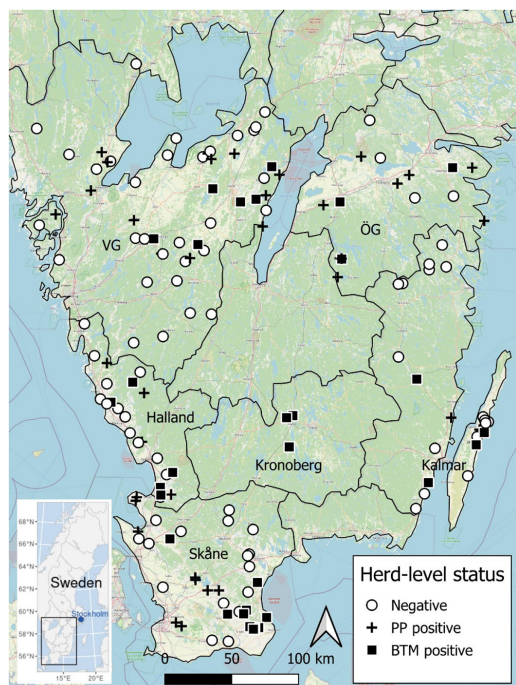 VG
ÖG
Halland
Kronoberg
Kalmar
Skåne
68°N
66°N
64°N
62°N
60°N
58°N
56°N
Sweden
Stockholm
15°E
20°E
0 50 100 km
Herd-level status
Negative
PP positive
BTM positive